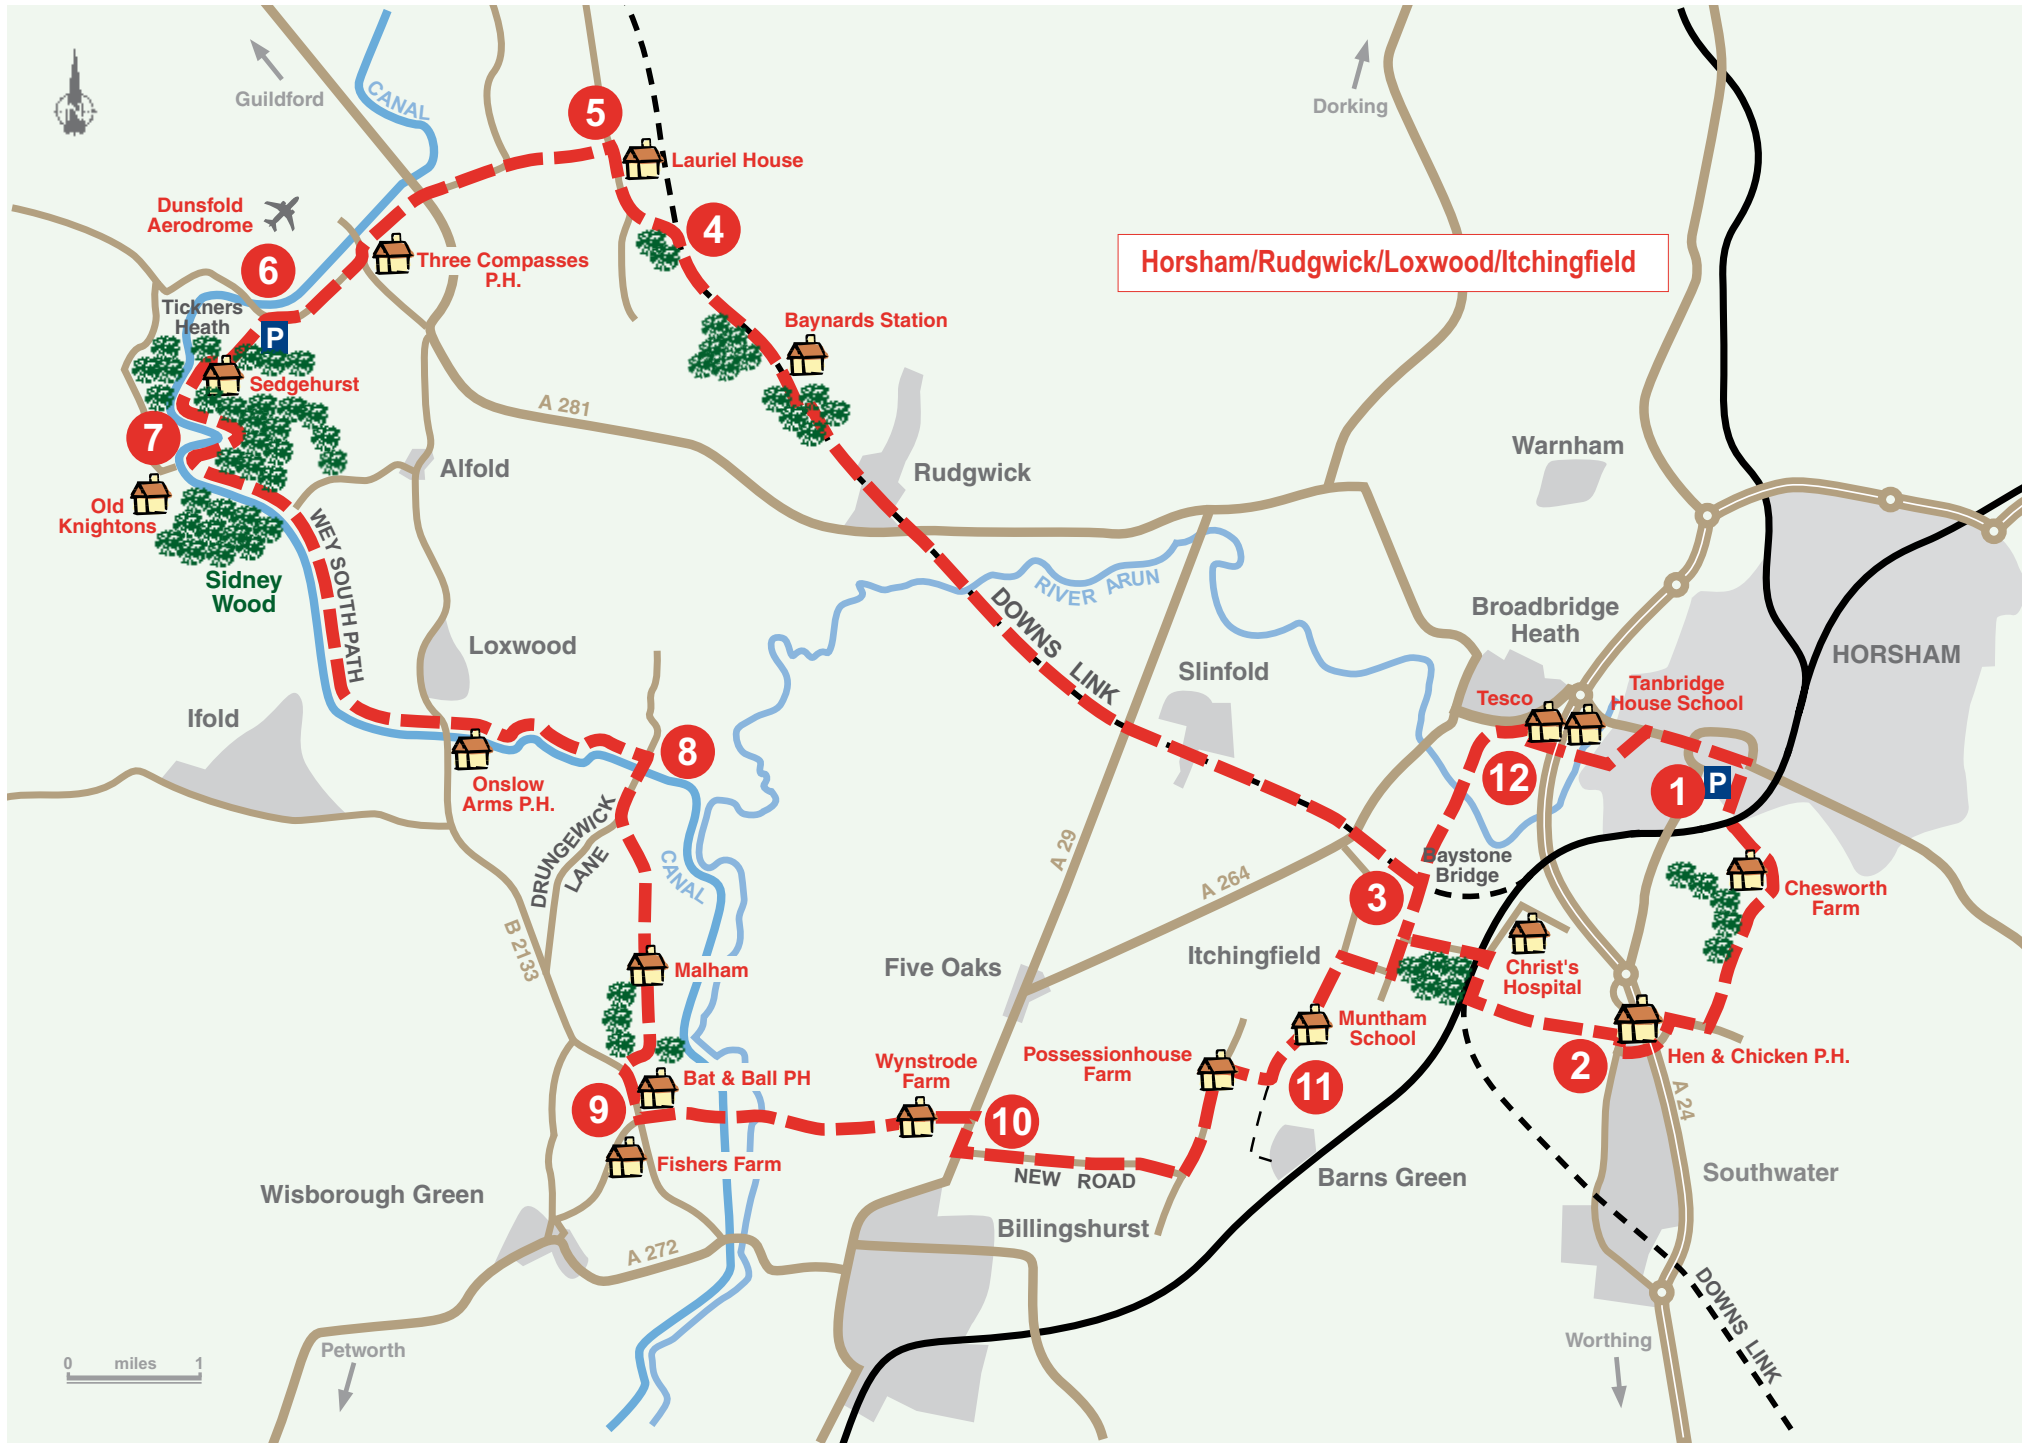 Guildford
CANAL
5
Dorking
Lauriel House
Dunsfold
Aerodrome
4
6
Three Compasses
P.H.
Horsham/Rudgwick/Loxwood/Itchingfield
N
Tickners
Heath
P
Baynards Station
Sedgehurst
A 281
7
Alfold
Rudgwick
Warnham
Old
Knightons
WEY SOUTH PATH
Sidney
Wood
RIVER ARUN
DOWNS LINK
Broadbridge
Heath
HORSHAM
Loxwood
Slinfold
Ifold
Tesco
Tanbridge
House School
8
12
1
P
Onslow
Arms P.H.
DRUNGEWICK
LANE
CANAL
A 29
A 264
Baystone
Bridge
3
Chesworth
Farm
B 2133
Malham
Five Oaks
Itchingfield
Christ's
Hospital
Muntham
School
Possessionhouse
Farm
Hen & Chicken P.H.
2
11
Bat & Ball PH
Wynstrode
Farm
9
10
A 24
Fishers Farm
NEW ROAD
Barns Green
Southwater
Wisborough Green
Billingshurst
A 272
DOWNS LINK
Petworth
Worthing
0 miles 1